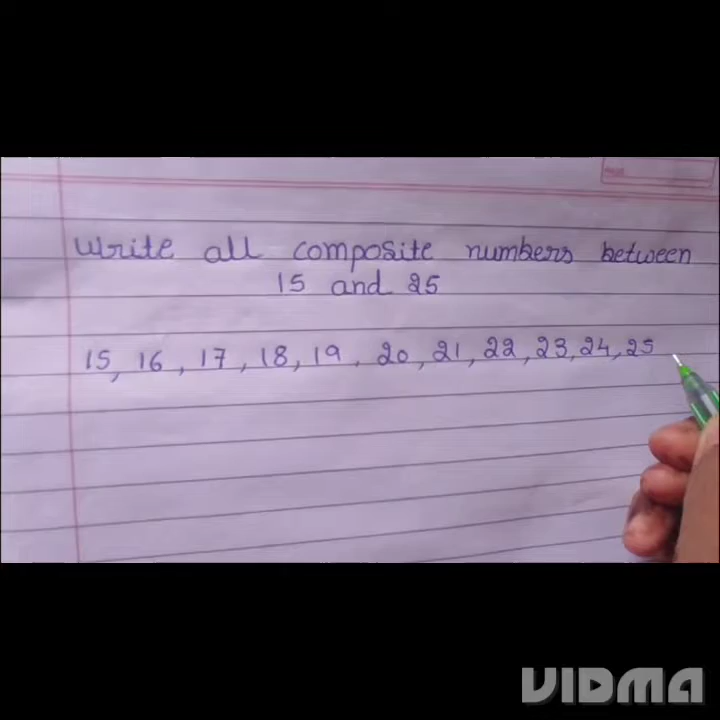 Write all composite numbers between
15 and 25
15, 16, 17, 18, 19, 20, 21, 22, 23, 24, 25
VIDMA